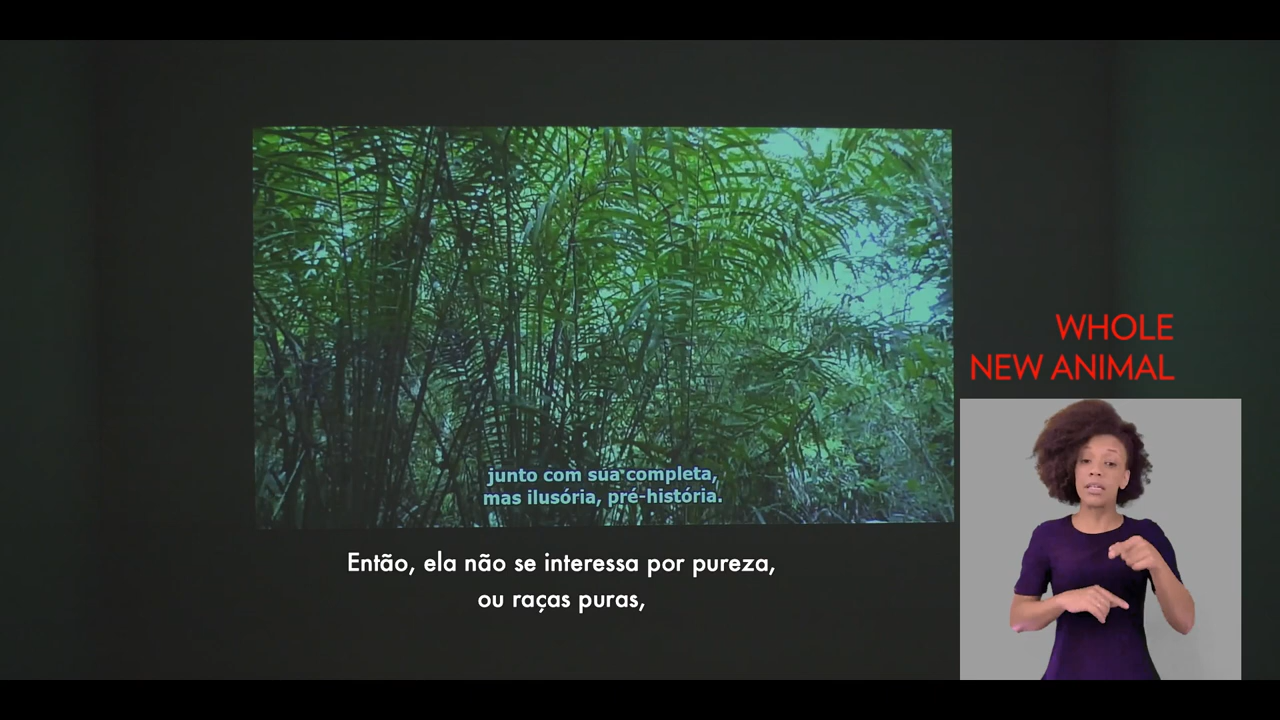 WHOLE
NEW ANIMAL
junto com sua completa,
mas ilusória, pré-história.
Então, ela não se interessa por pureza,
ou raças puras,